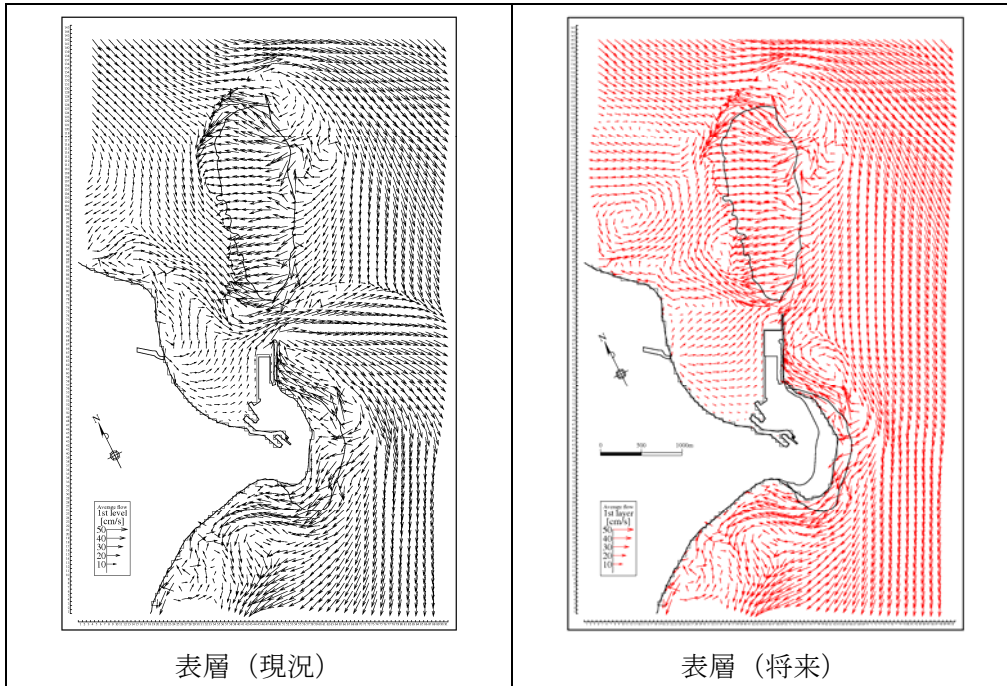 N
Average flow
1st level
[cm/s]
50
40
30
20
10
表層（現況）
N
0 500 1000m
Average flow
1st layer
[cm/s]
50
40
30
20
10
表層（将来）